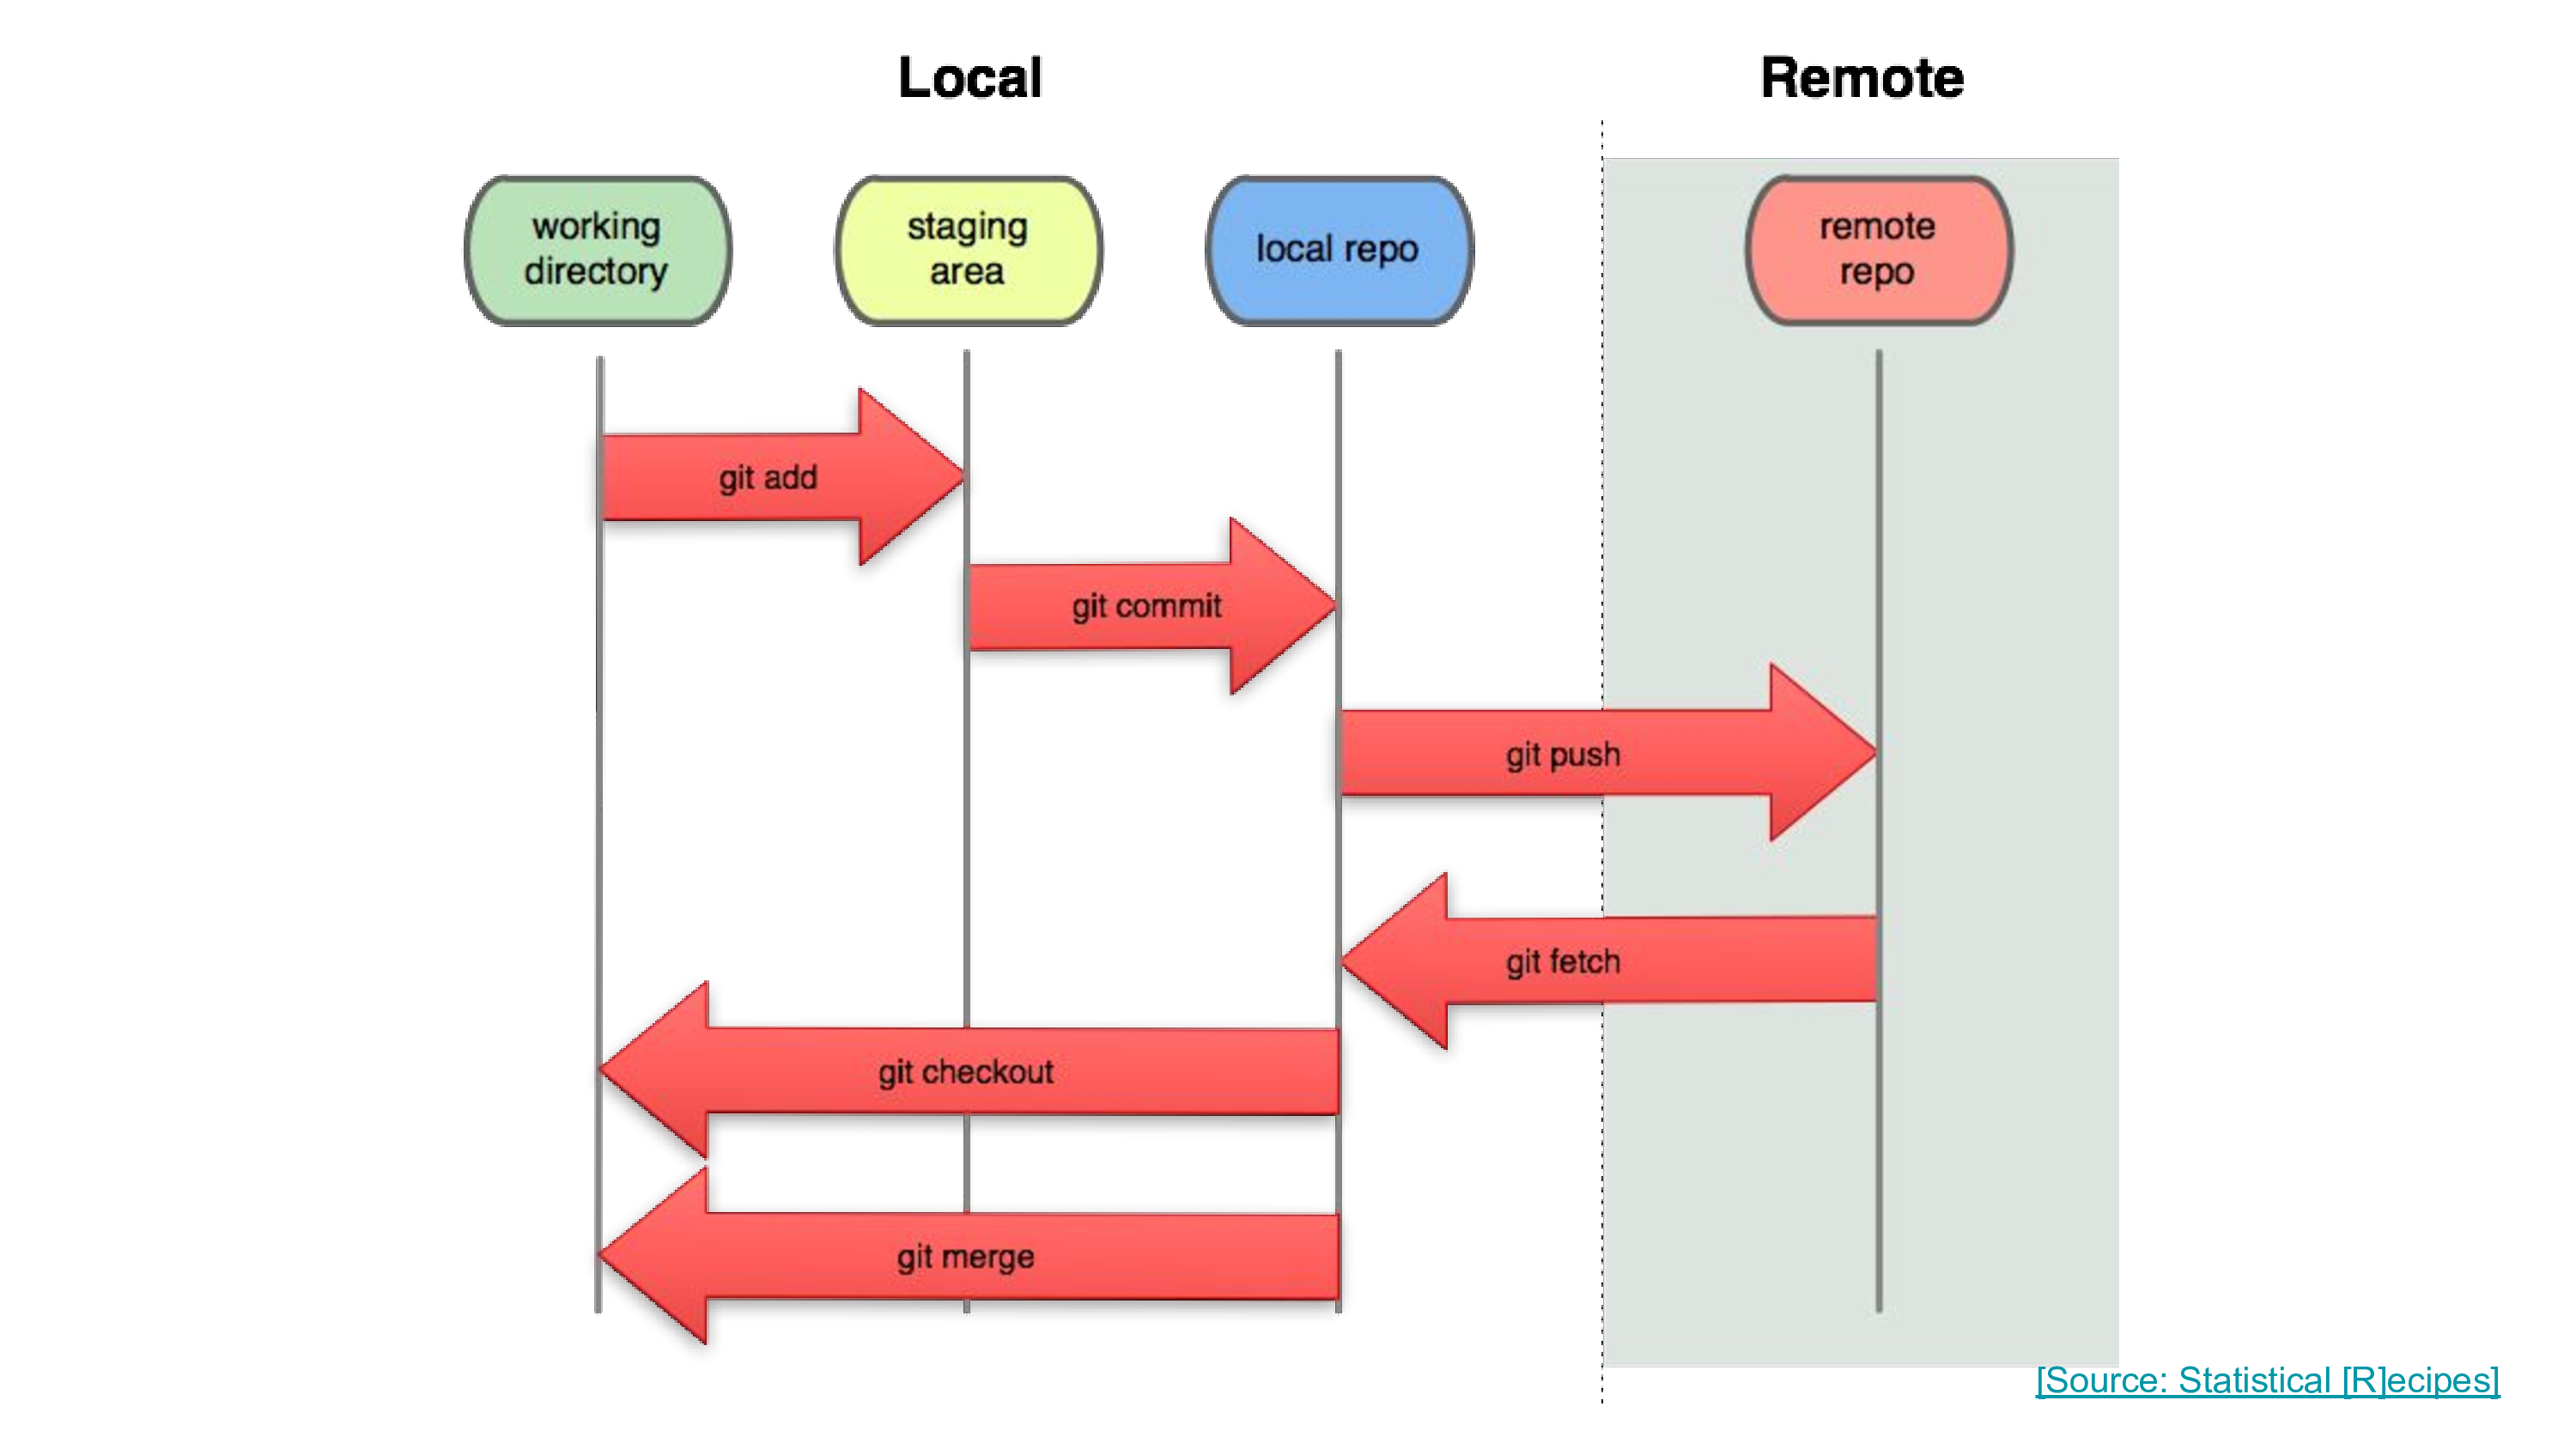 Local
Remote
working
directory
staging
area
local repo
remote
repo
git add
git commit
git push
git fetch
git checkout
git merge
[Source: Statistical [R]ecipes]